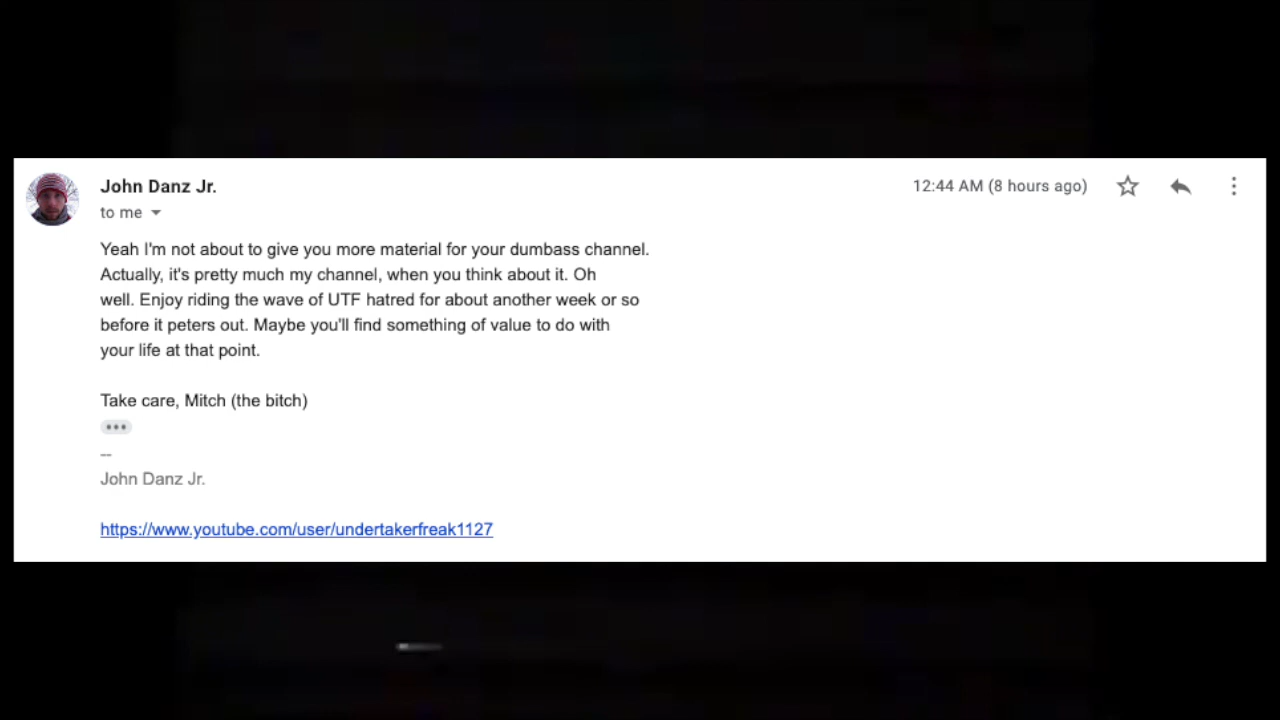 John Danz Jr.
12:44 AM (8 hours ago)
to me
Yeah I'm not about to give you more material for your dumbass channel.
Actually, it's pretty much my channel, when you think about it. Oh
well. Enjoy riding the wave of UTF hatred for about another week or so
before it peters out. Maybe you'll find something of value to do with
your life at that point.
Take care, Mitch (the bitch)
--
John Danz Jr.
https://www.youtube.com/user/undertakerfreak1127